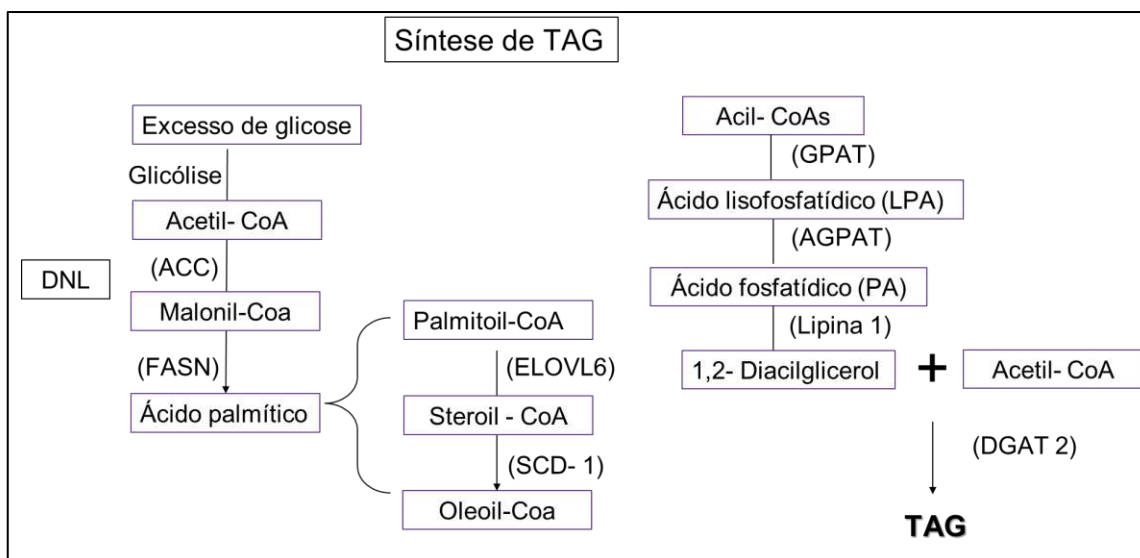 Síntese de TAG
Excesso de glicose
Glicólise
Acetil- CoA
(ACC)
DNL
Malonil-Coa
(FASN)
Ácido palmítico
Palmitoil-CoA
(ELOVL6)
Steroil - CoA
(SCD- 1)
Oleoil-Coa
Acil- CoAs
(GPAT)
Ácido lisofosfatídico (LPA)
(AGPAT)
Ácido fosfatídico (PA)
(Lipina 1)
1,2- Diacilglicerol + Acetil- CoA
(DGAT 2)
TAG